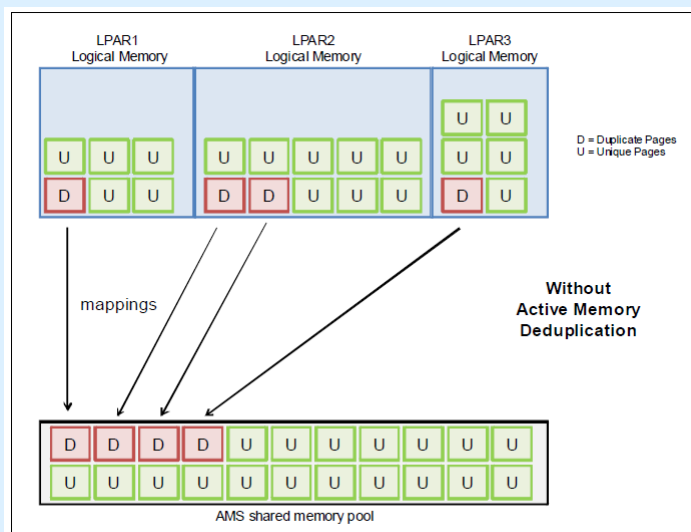 LPAR1
Logical Memory
LPAR2
Logical Memory
LPAR3
Logical Memory
U U
U U U
U U U U U
U U
D U U
D D U U U
D U
D = Duplicate Pages
U = Unique Pages
mappings
Without
Active Memory
Deduplication
D D D D U U U U U U U
U U U U U U U U U U U
AMS shared memory pool